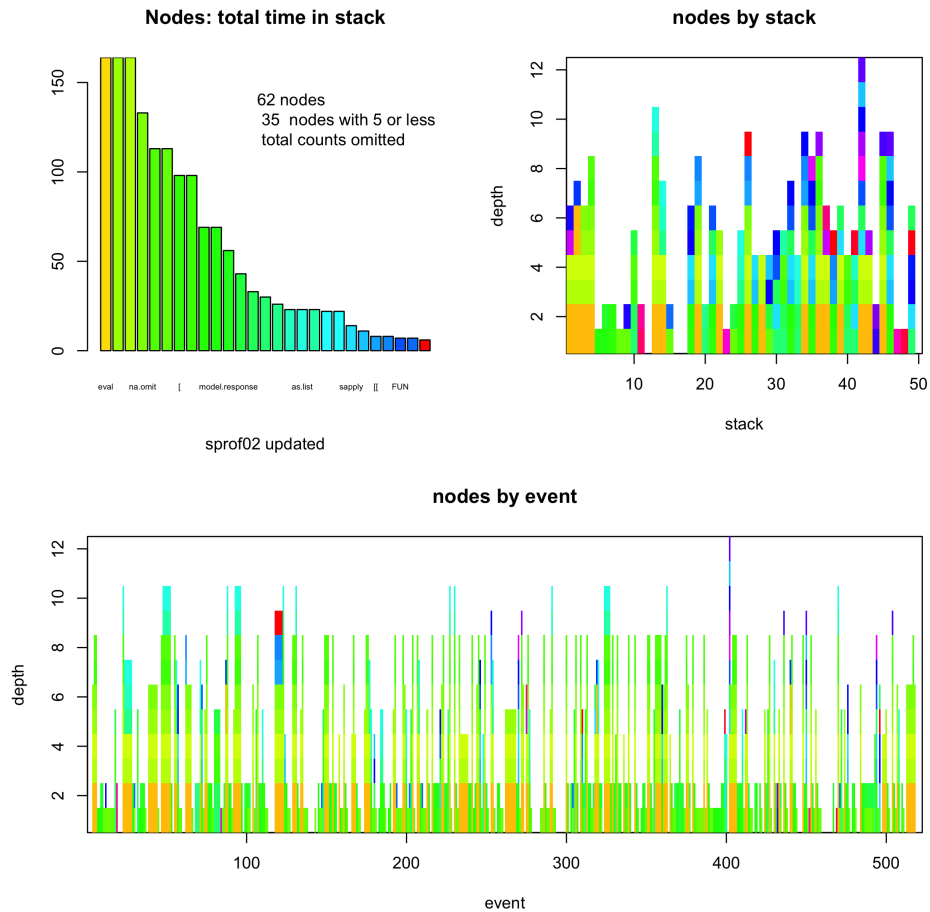 Nodes: total time in stack
62 nodes
35 nodes with 5 or less
total counts omitted
0 50 100 150
eval na.omit [ model.response as.list sapply [[ FUN
sprof02 updated
nodes by stack
depth
2 4 6 8 10 12
10 20 30 40 50
stack
nodes by event
depth
2 4 6 8 10 12
100 200 300 400 500
event